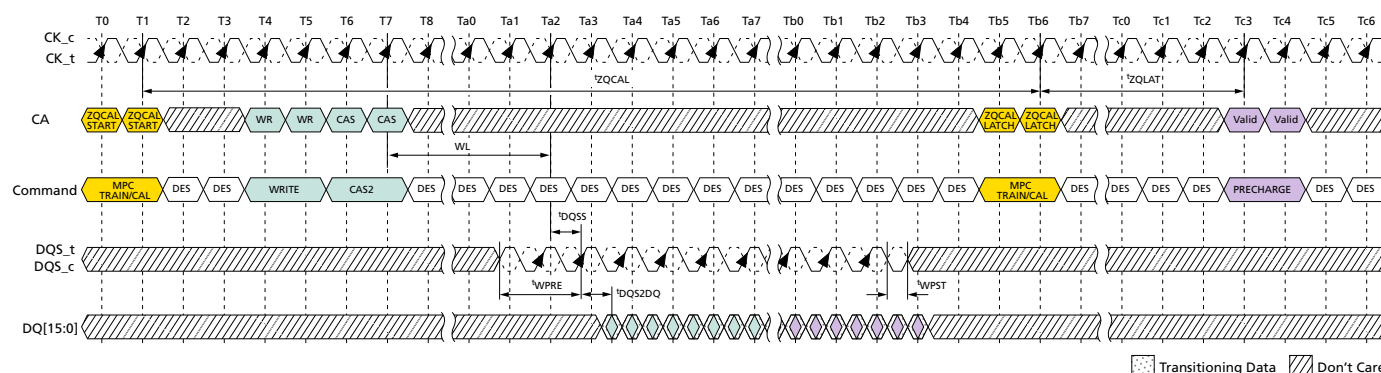 T0 T1 T2 T3 T4 T5 T6 T7 T8 Ta0 Ta1 Ta2 Ta3 Ta4 Ta5 Ta6 Ta7 Tb0 Tb1 Tb2 Tb3 Tb4 Tb5 Tb6 Tb7 Tc0 Tc1 Tc2 Tc3 Tc4 Tc5 Tc6
CK_c
CK_t
tZQCAL tZQLAT
CA ZQCAL START ZQCAL START WR WR CAS CAS ZQCAL LATCH ZQCAL LATCH Valid Valid
WL
Command MPC TRAIN/CAL DES DES WRITE CAS2 DES DES DES DES DES DES DES DES DES DES DES DES DES DES MPC TRAIN/CAL DES DES DES DES PRECHARGE DES DES
tDQSS
DQS_t
DQS_c
tWPRE tDQS2DQ tWPST
DQ[15:0]
Transitioning Data Don't Care